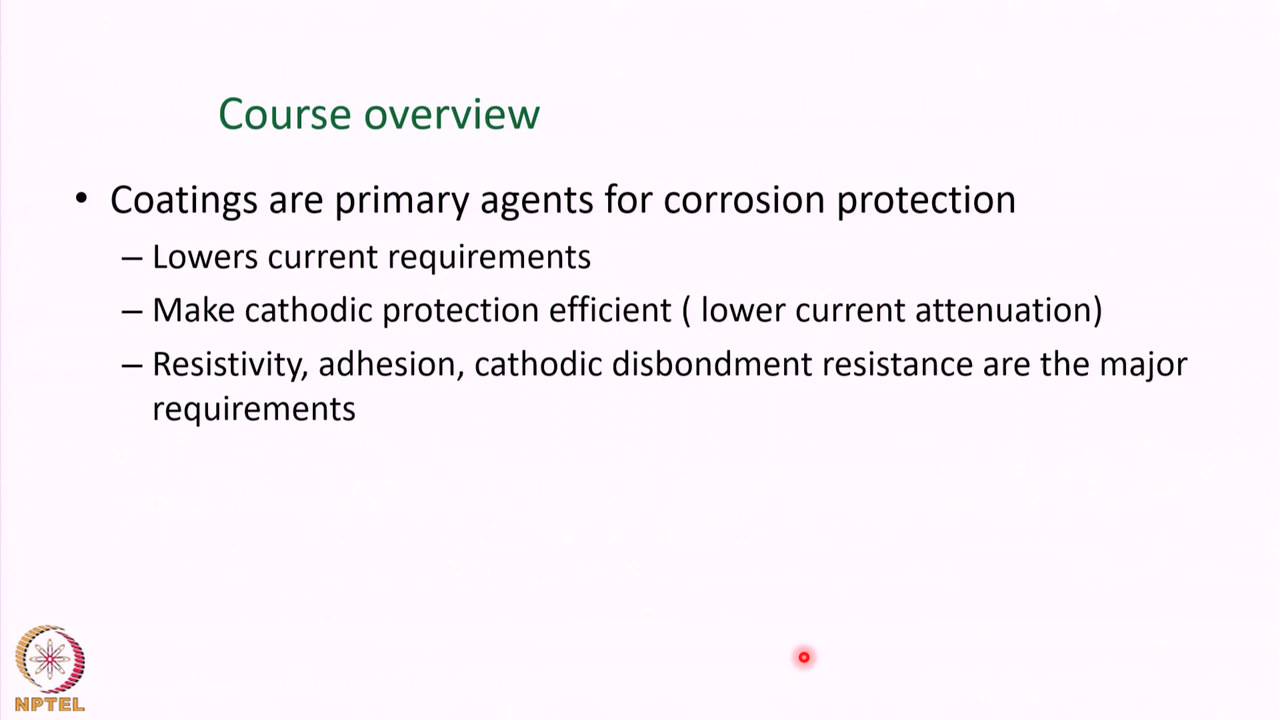 Course overview
• Coatings are primary agents for corrosion protection
– Lowers current requirements
– Make cathodic protection efficient ( lower current attenuation)
– Resistivity, adhesion, cathodic disbondment resistance are the major
requirements
NPTEL